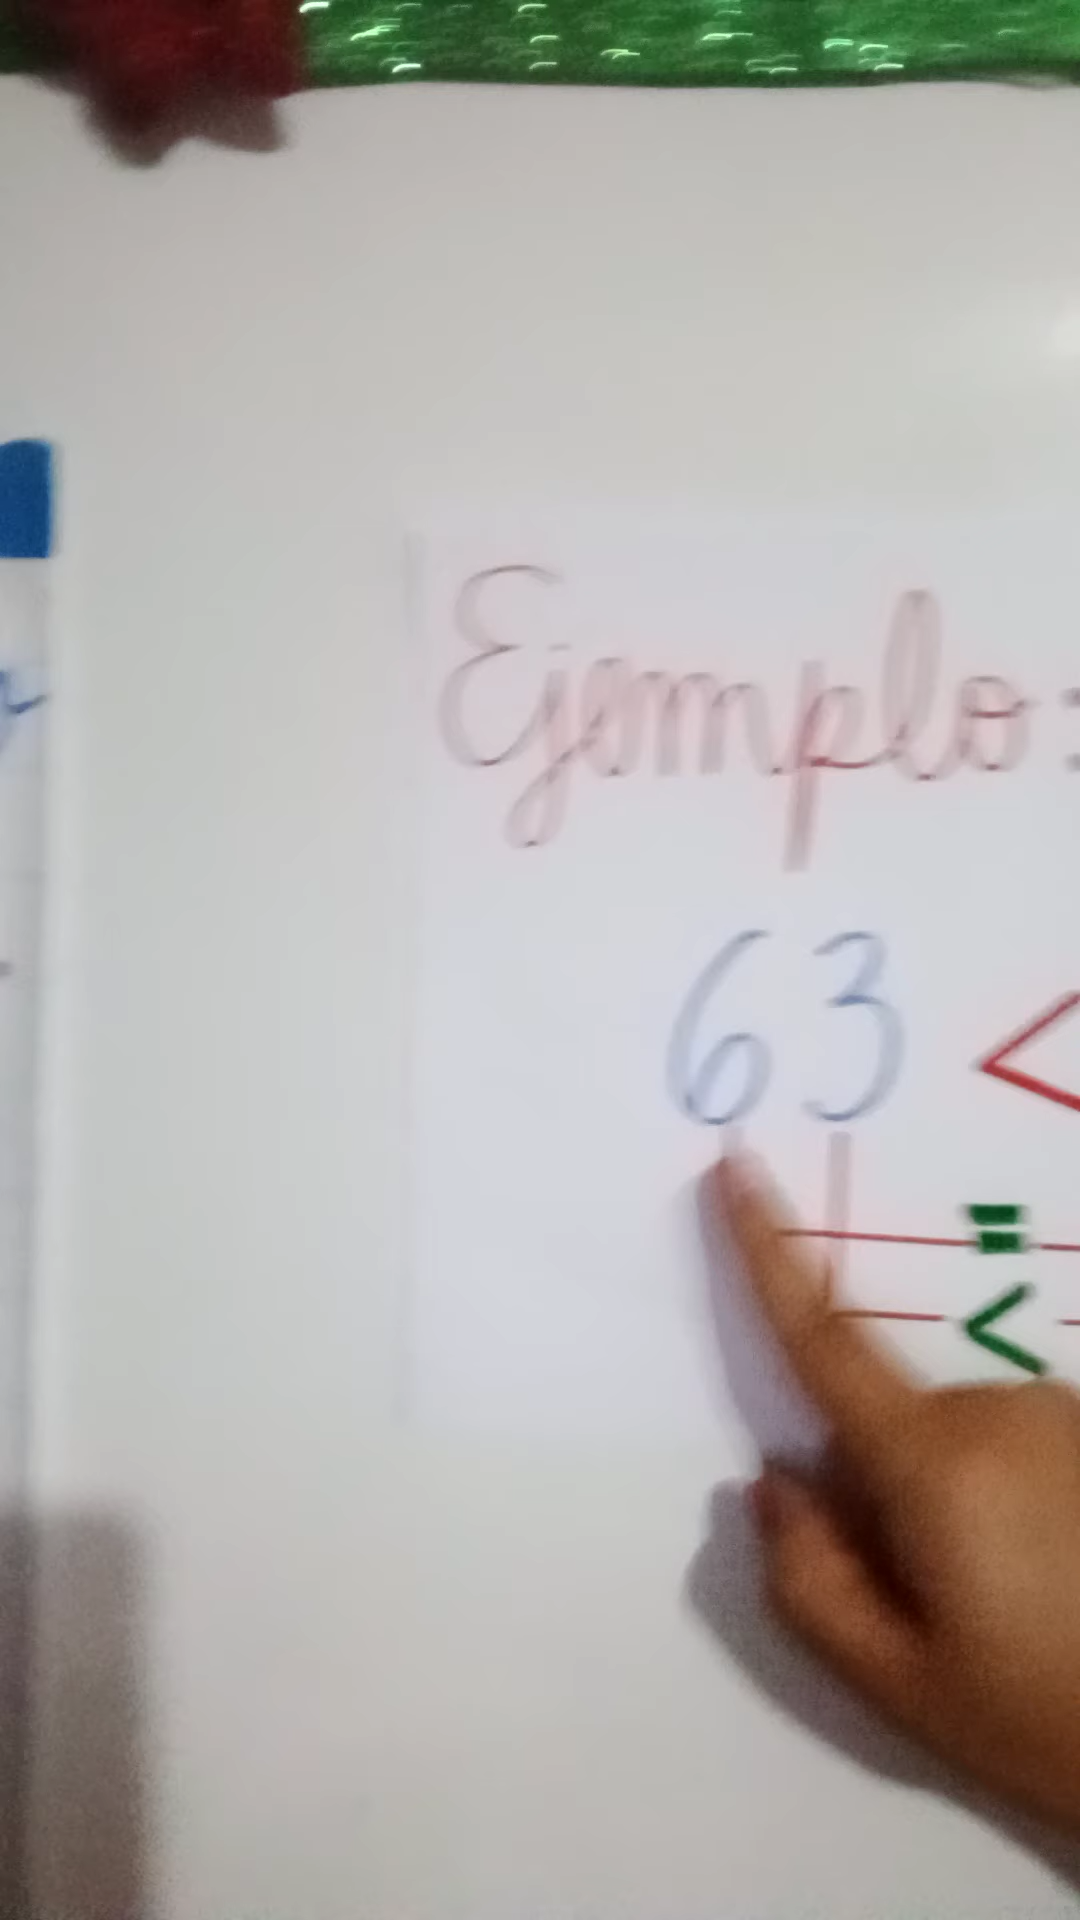 Ejemplo:
63 <
=
<